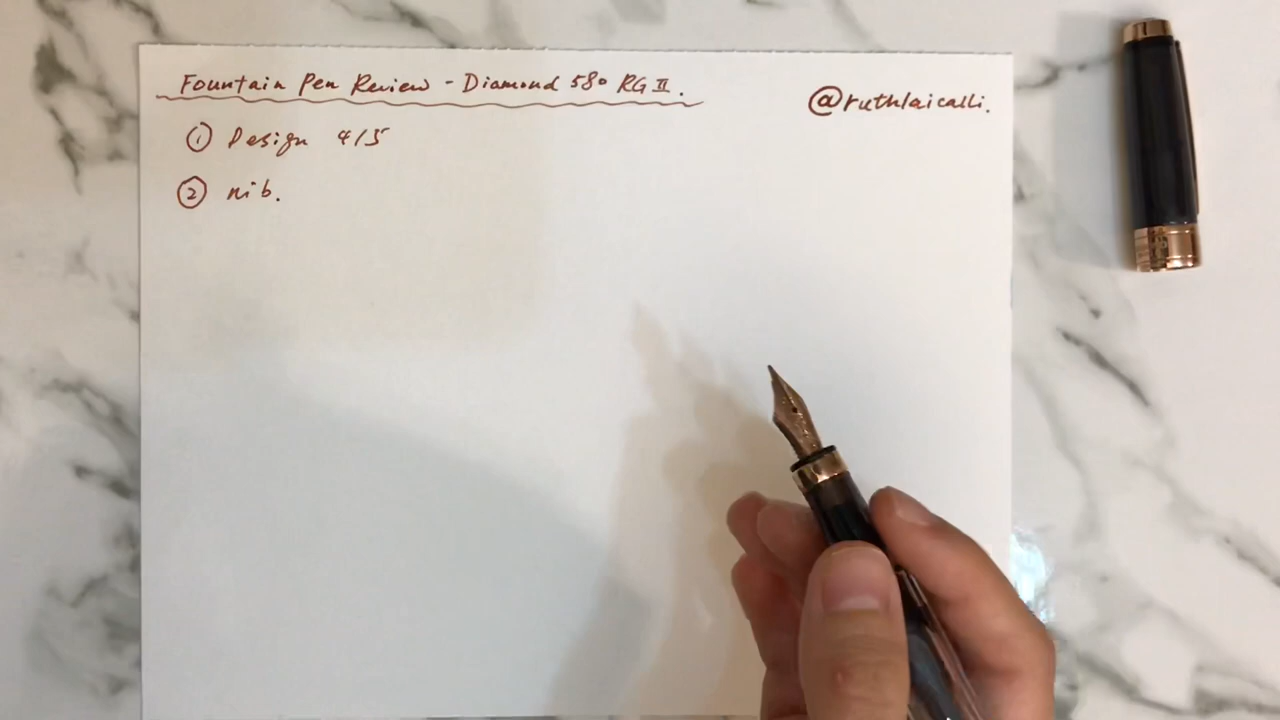 Fountain Pen Review - Diamond 580 RG II.
@ruthlaicalli.
① Design 4/5
② nib.